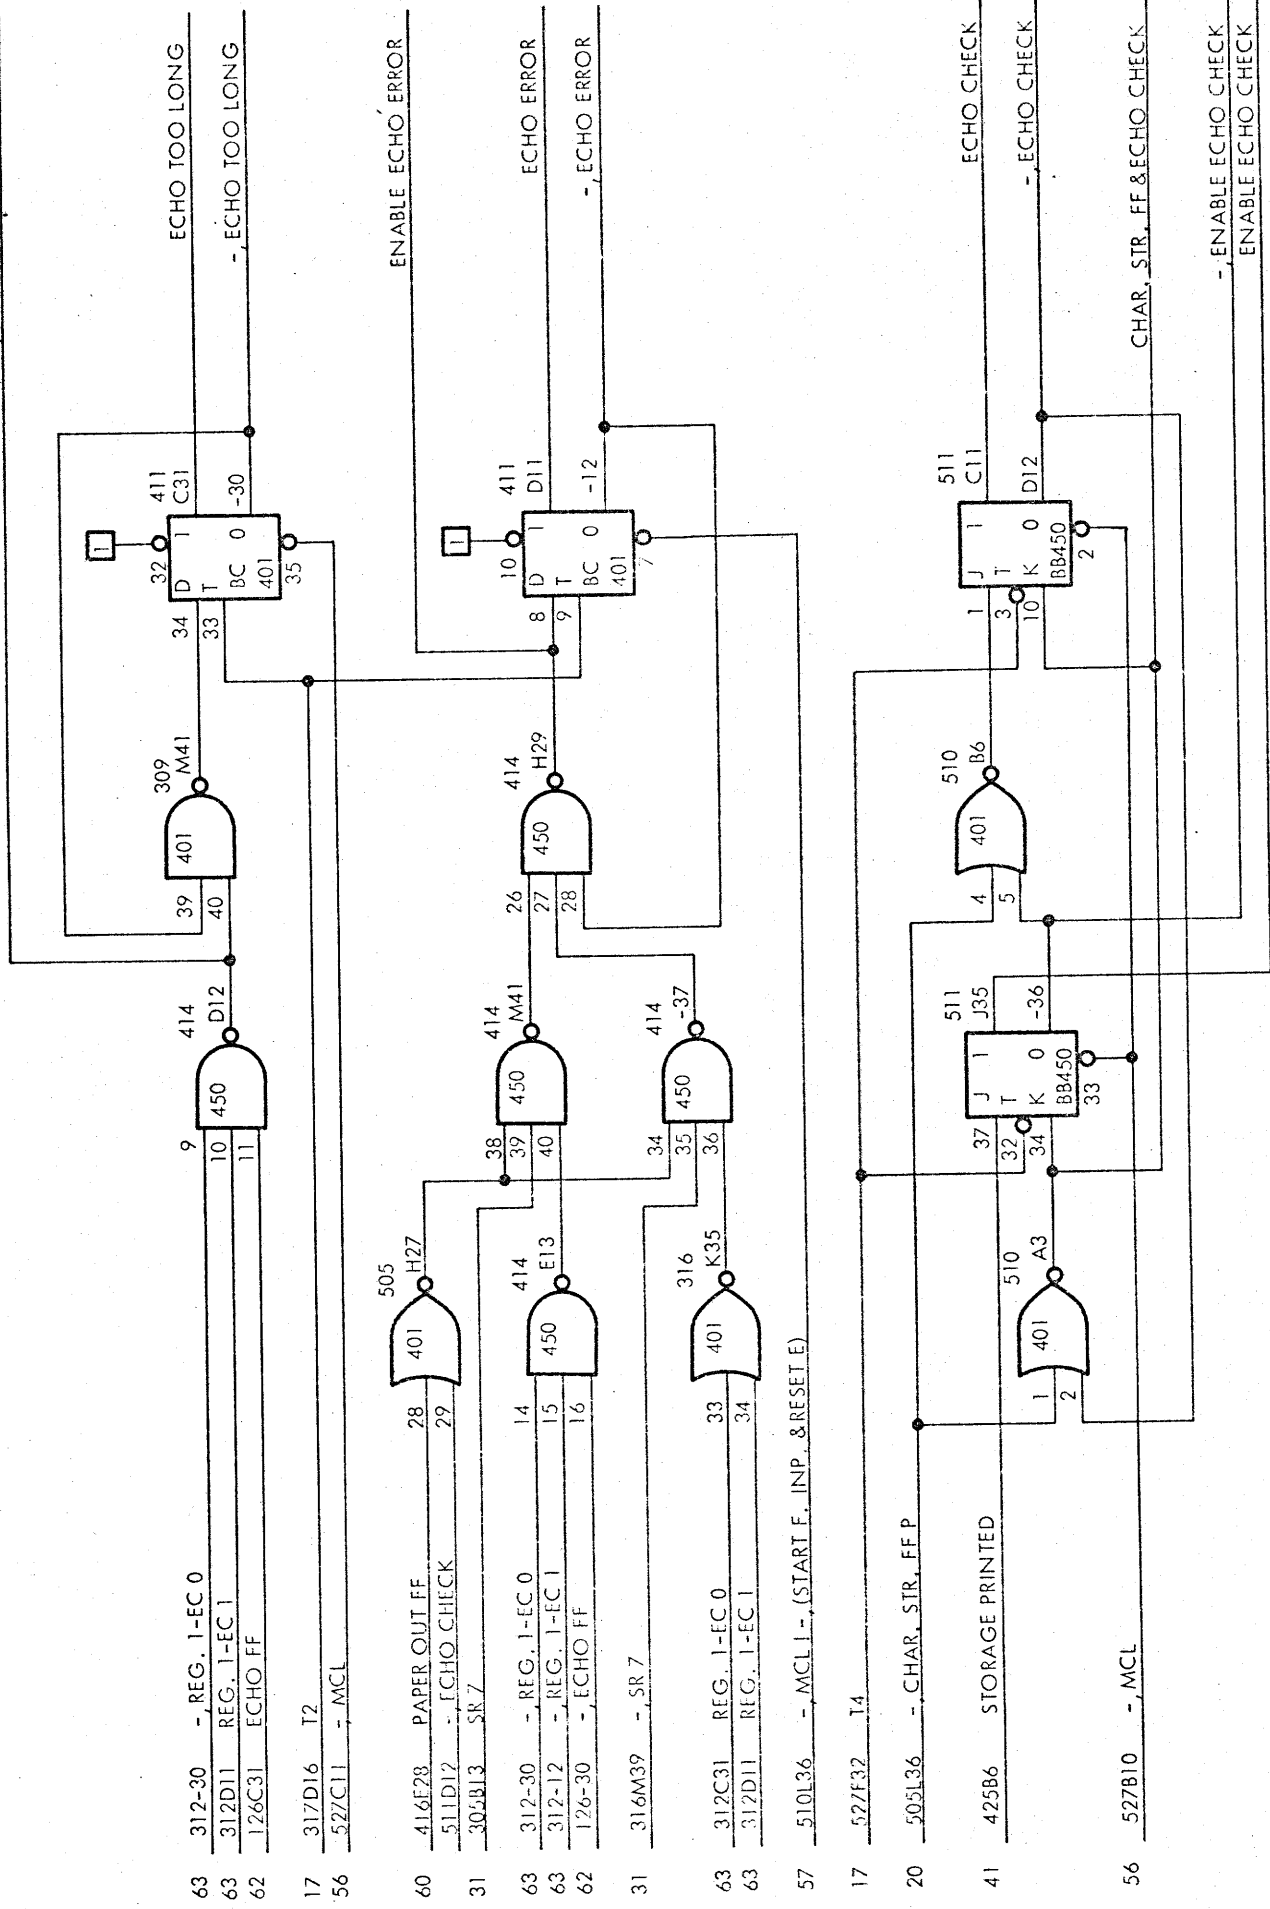 63 312-30 -,REG. 1-EC 0
63 312D11 REG. 1-EC 1
62 126C31 ECHO FF
17 317D16 T2
56 527C11 -,MCL
60 416F28 PAPER OUT FF
511D12 -,ECHO CHECK
31 305B13 SR 7
63 312-30 -,REG. 1-EC 0
63 312-12 -,REG. 1-EC 1
62 126-30 -,ECHO FF
31 316M39 -,SR 7
63 312C31 REG. 1-EC 0
63 312D11 REG. 1-EC 1
57 510L36 -,MCL1-,(START F. INP. &RESET E)
17 527F32 T4
20 505L36 -,CHAR. STR. FF P
41 425B6 STORAGE PRINTED
56 527B10 -,MCL
9
10
11
450
414
D12
39
40
401
309
M41
34
33
32
1
D 1
T
BC 0
401
35
411
C31
-30
ECHO TOO LONG
-,ECHO TOO LONG
28
29
401
505
H27
14
15
16
450
414
E13
33
34
401
316
K35
38
39
40
450
414
M41
34
35
36
450
414
-37
26
27
28
450
414
H29
8
9
10
1
D 1
T
BC 0
401
7
411
D11
-12
ENABLE ECHO ERROR
ECHO ERROR
-,ECHO ERROR
1
2
401
510
A3
37
32
34
J 1
T
K 0
BB450
33
511
J35
-36
4
5
401
510
B6
1
3
10
J 1
T
K 0
BB450
2
511
C11
D12
ECHO CHECK
-,ECHO CHECK
CHAR. STR. FF &ECHO CHECK
-,ENABLE ECHO CHECK
ENABLE ECHO CHECK